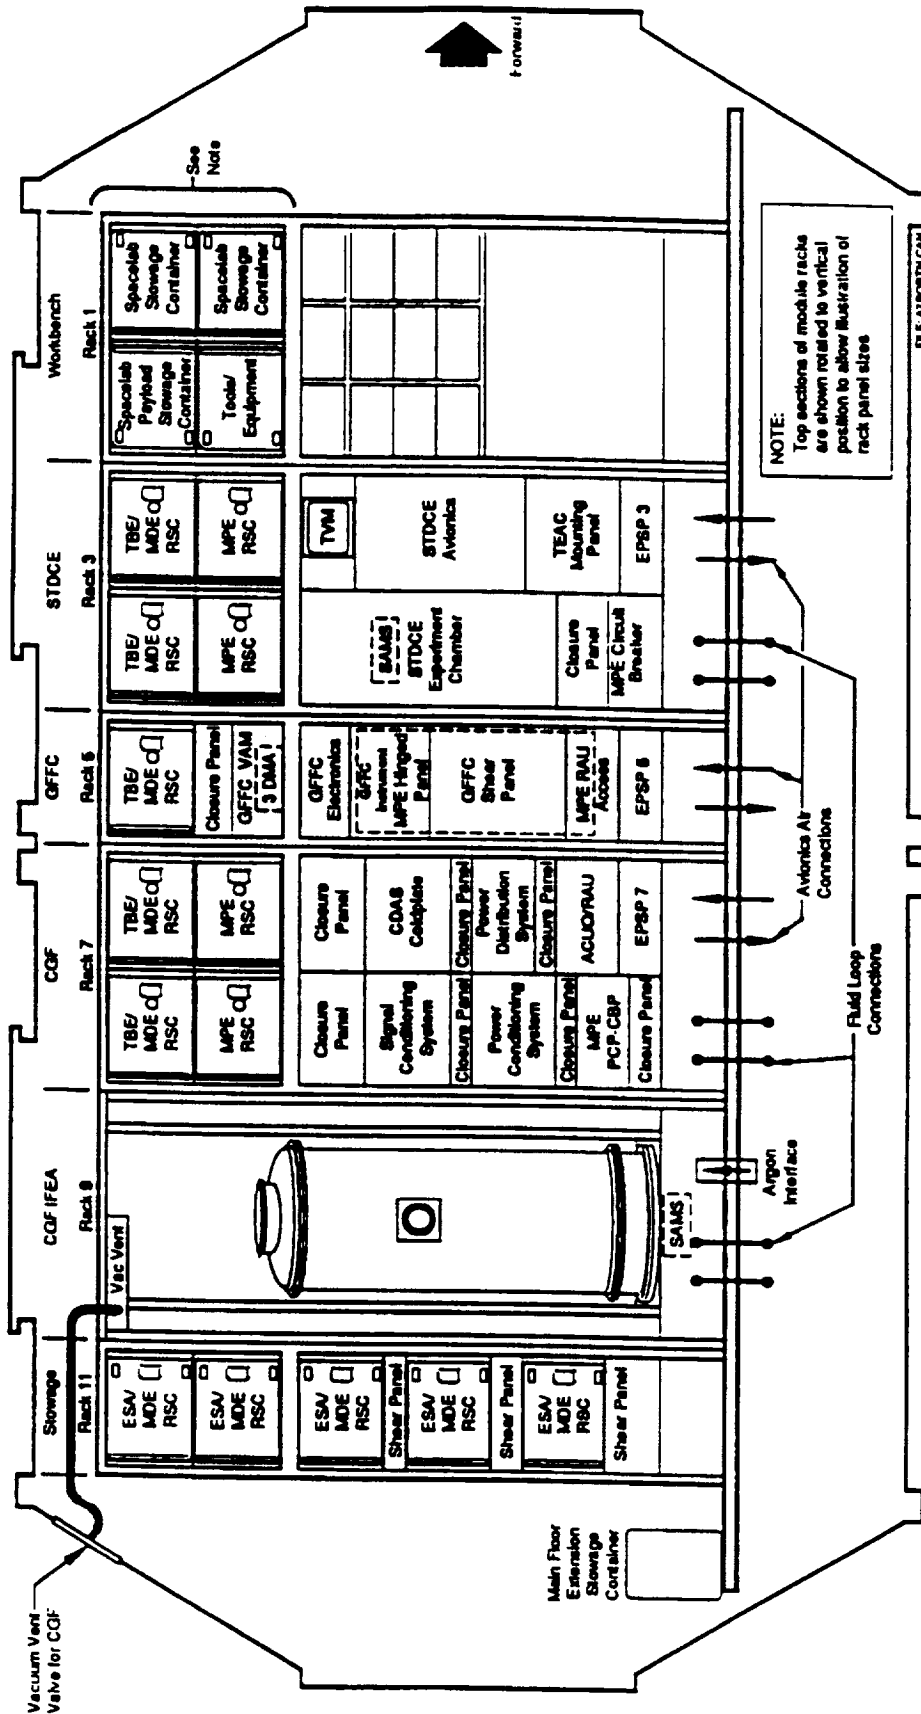 Vacuum Vent
Valve for CGF
Stowage
Rack 11
CGF IFEA
Rack 9
CGF
Rack 7
GFFC
Rack 5
STDCE
Rack 3
Workbench
Rack 1
See
Note
Forward
ESA/
MDE
RSC
ESA/
MDE
RSC
ESA/
MDE
RSC
Shear Panel
ESA/
MDE
RSC
Shear Panel
ESA/
MDE
RSC
Shear Panel
Main Floor
Extension
Stowage
Container
Vac Vent
SAMS
Argon
Interface
TBE/
MDE
RSC
MPE
RSC
TBE/
MDE
RSC
MPE
RSC
Closure
Panel
Signal
Conditioning
System
Closure Panel
Power
Conditioning
System
Closure Panel
MPE
PCP-CBP
Closure Panel
Closure
Panel
CDAS
Coldplate
Closure Panel
Power
Distribution
System
Closure Panel
ACUO/RAU
EPSP 7
TBE/
MDE
RSC
Closure Panel
GFFC VAM
3 DMA
GFFC
Electronics
GFFC
Instrument
MPE Hinged
Panel
GFFC
Shear
Panel
MPE RAU
Access
EPSP 5
TBE/
MDE
RSC
MPE
RSC
TBE/
MDE
RSC
MPE
RSC
SAMS
STDCE
Experiment
Chamber
Closure
Panel
MPE Circuit
Breaker
TVM
STDCE
Avionics
TEAC
Mounting
Panel
EPSP 3
Spacelab
Payload
Stowage
Container
Tools/
Equipment
Spacelab
Stowage
Container
Spacelab
Stowage
Container
Fluid Loop
Connections
Avionics Air
Connections
NOTE:
Top sections of module racks
are shown rotated to vertical
position to allow illustration of
rack panel sizes